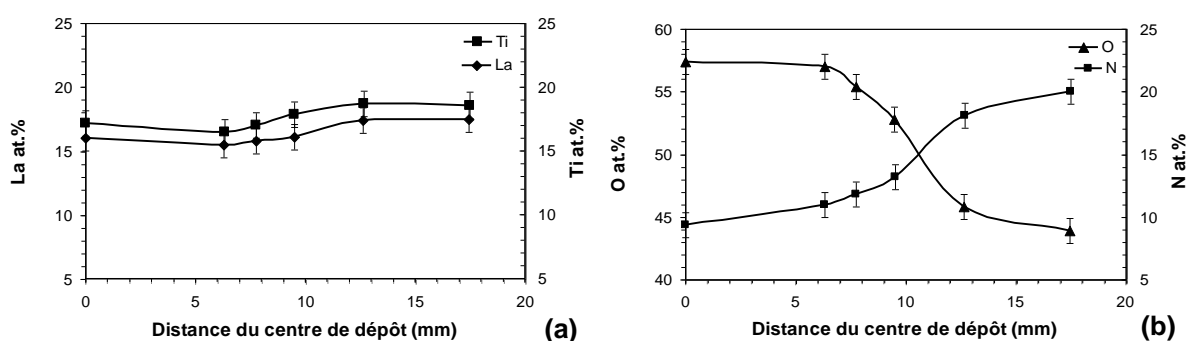 25
20
15
10
5
0 5 10 15 20
25
20
15
10
5
La at.%
Ti at.%
Ti
La
Distance du centre de dépôt (mm)
(a)
60
55
50
45
40
0 5 10 15 20
25
20
15
10
5
O at.%
N at.%
O
N
Distance du centre de dépôt (mm)
(b)